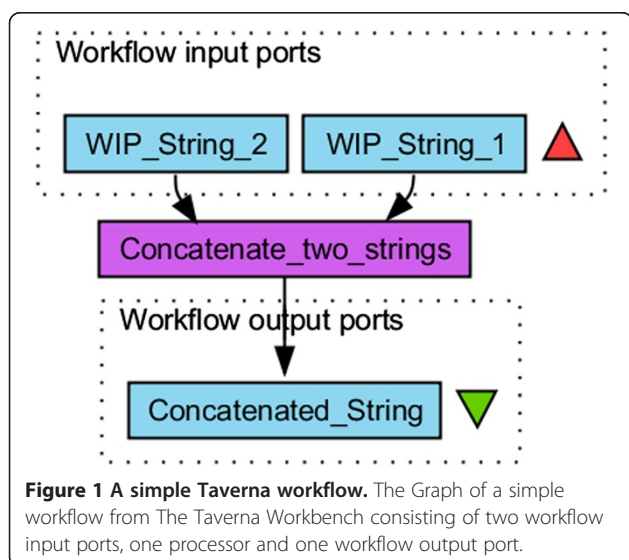 Workflow input ports
WIP_String_2
WIP_String_1
Concatenate_two_strings
Workflow output ports
Concatenated_String
Figure 1 A simple Taverna workflow. The Graph of a simple
workflow from The Taverna Workbench consisting of two workflow
input ports, one processor and one workflow output port.